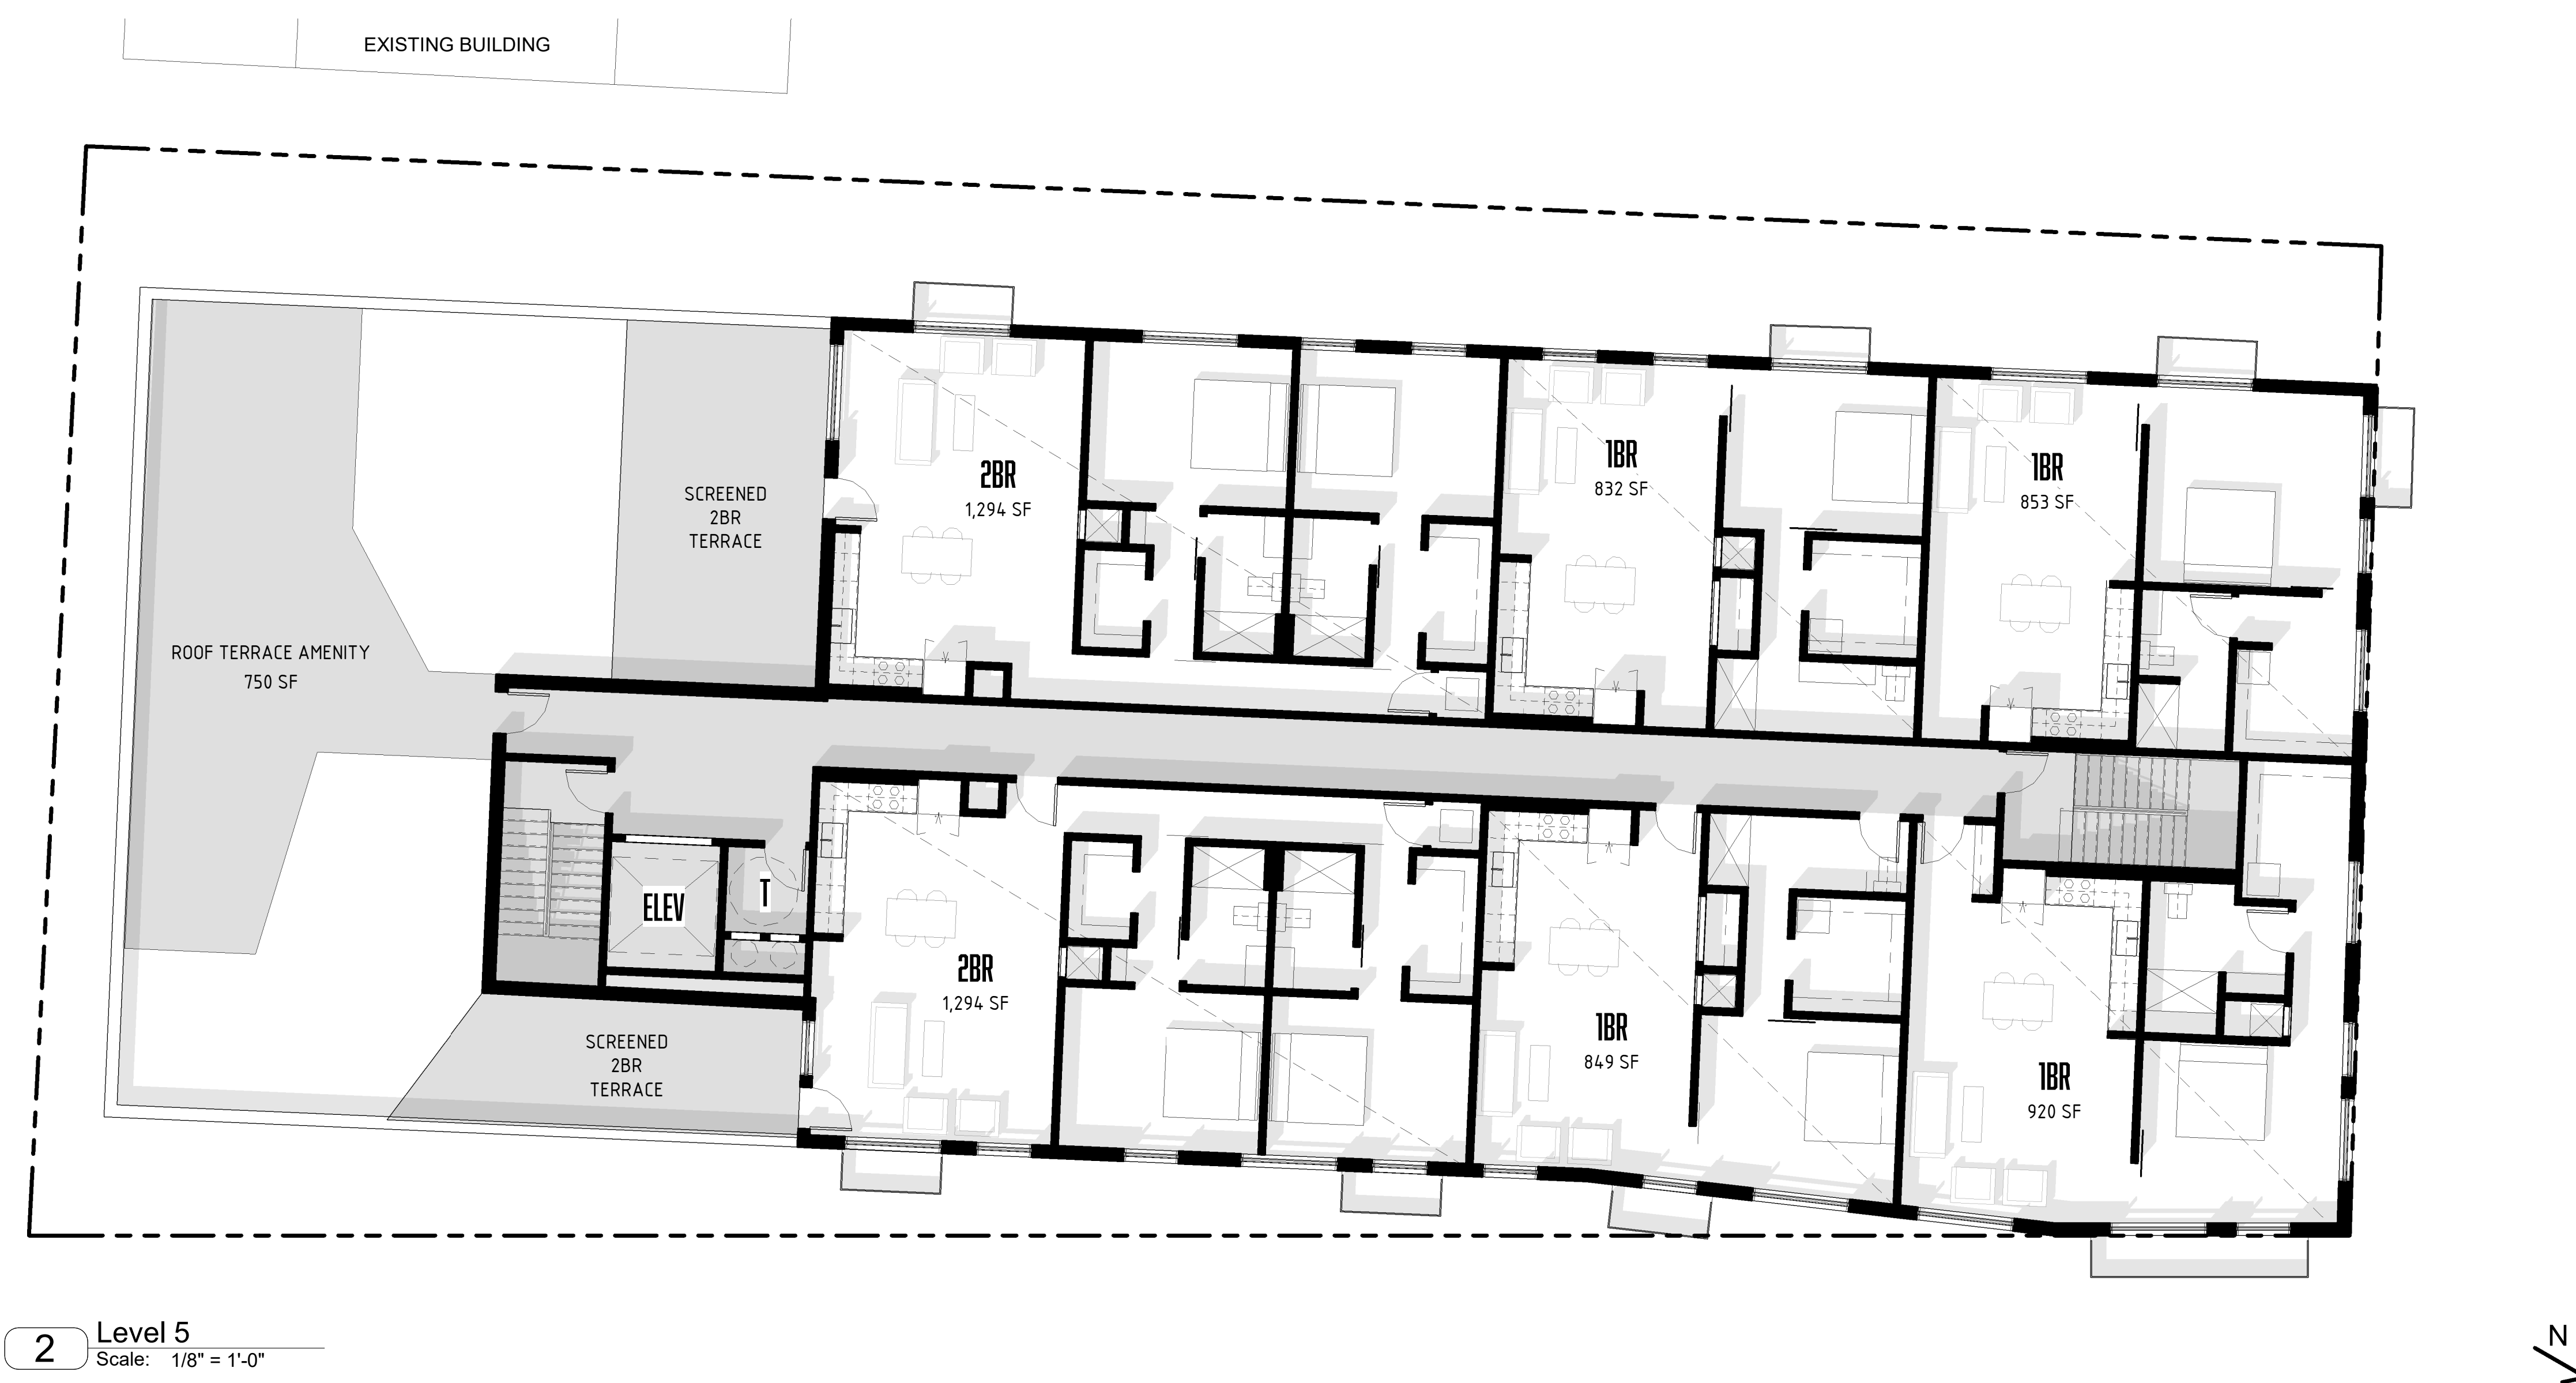 EXISTING BUILDING
2BR
1,294 SF
1BR
832 SF
1BR
853 SF
SCREENED
2BR
TERRACE
ROOF TERRACE AMENITY
750 SF
ELEV
T
2BR
1,294 SF
1BR
849 SF
1BR
920 SF
SCREENED
2BR
TERRACE
2
Level 5
Scale: 1/8" = 1'-0"
N